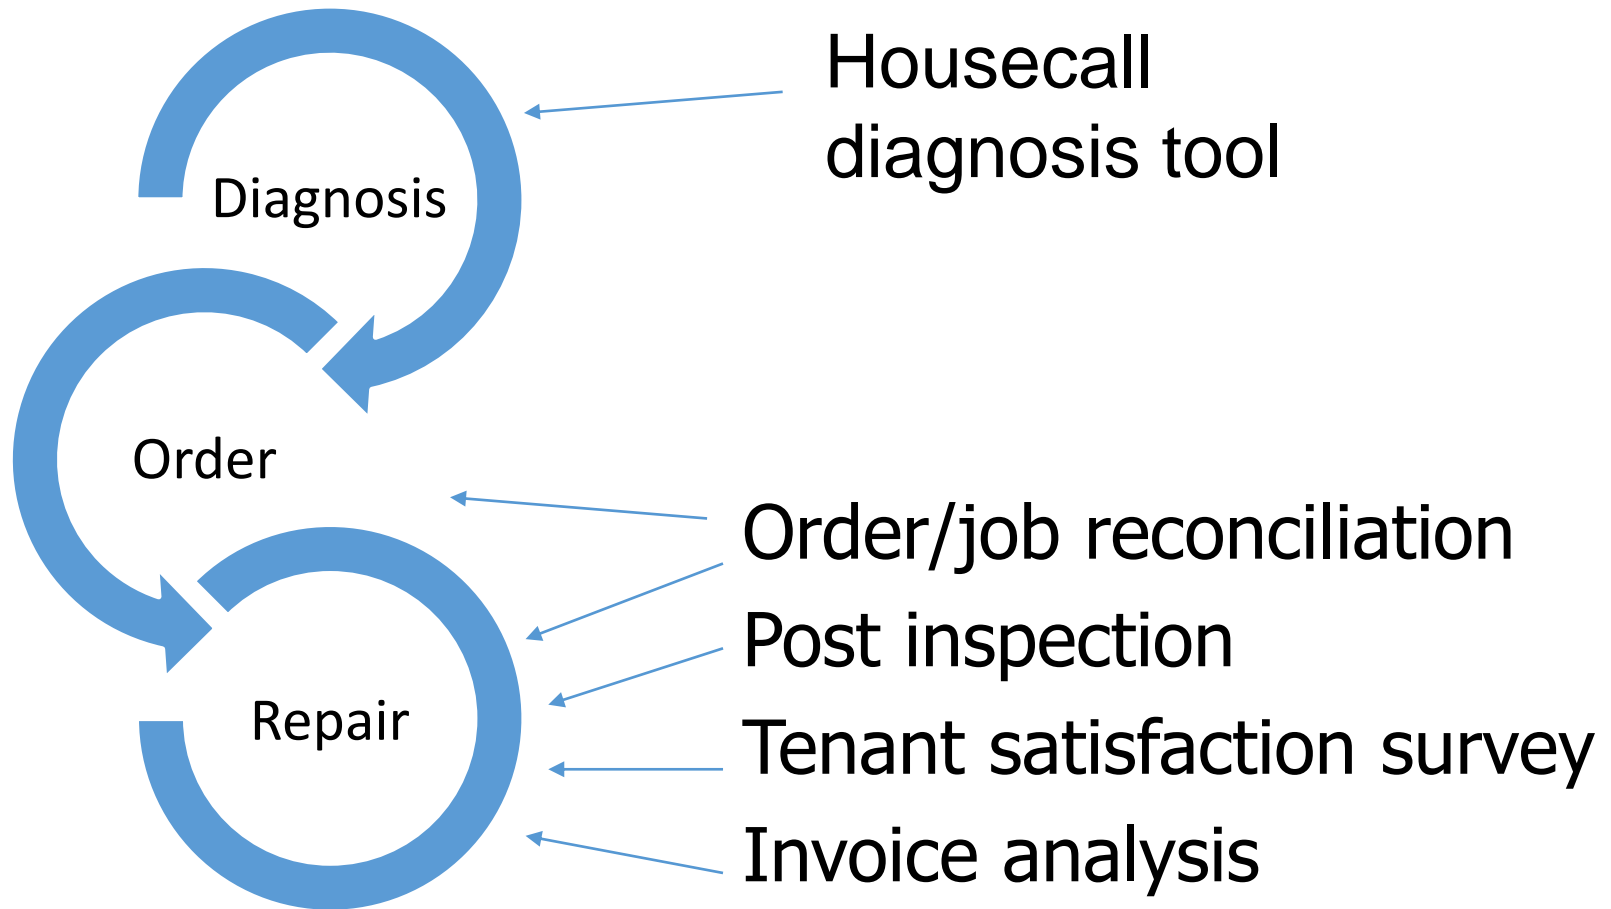 Housecall
diagnosis tool
Diagnosis
Order
Order/job reconciliation
Post inspection
Repair
Tenant satisfaction survey
Invoice analysis